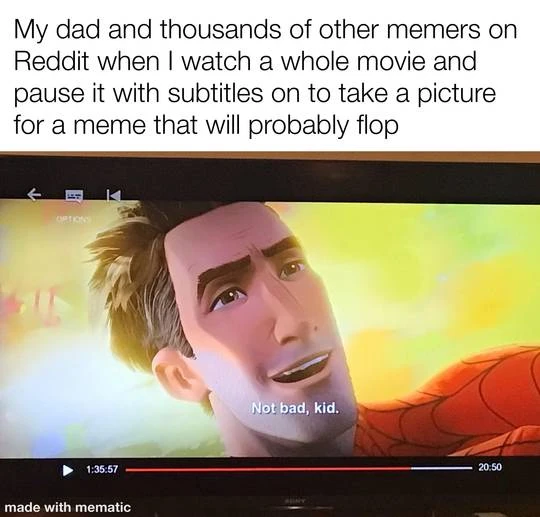 My dad and thousands of other memers on
Reddit when I watch a whole movie and
pause it with subtitles on to take a picture
for a meme that will probably flop
OPTIONS
Not bad, kid.
1:35:57
20:50
SONY
made with mematic